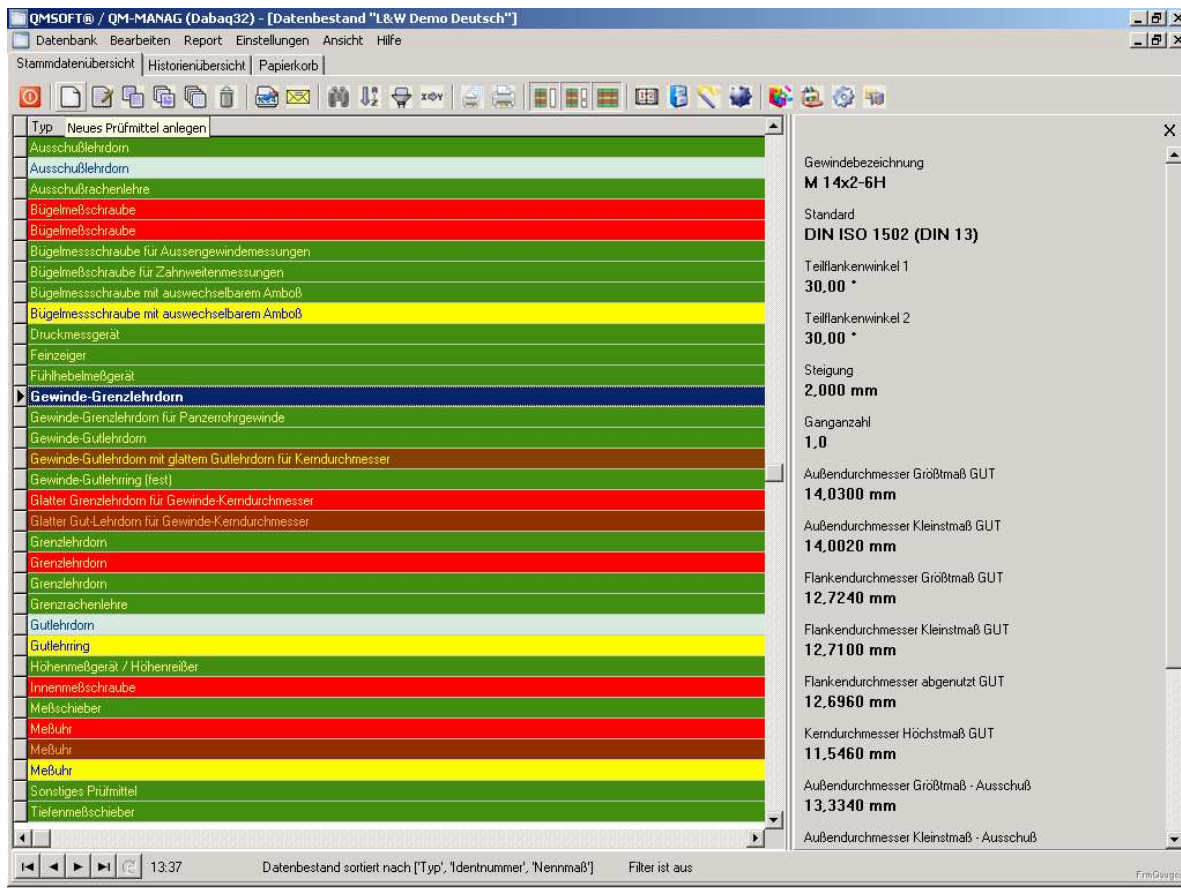 QMSOFT® / QM-MANAG (Dabaq32) - [Datenbestand "L&W Demo Deutsch"]
Datenbank Bearbeiten Report Einstellungen Ansicht Hilfe
Stammdatenübersicht Historienübersicht Papierkorb
Typ Neues Prüfmittel anlegen
Ausschußlehrdorn
Ausschußlehrdorn
Ausschußrachenlehre
Bügelmeßschraube
Bügelmeßschraube
Bügelmessschraube für Aussengewindemessungen
Bügelmeßschraube für Zahnweitenmessungen
Bügelmessschraube mit auswechselbarem Amboß
Bügelmessschraube mit auswechselbarem Amboß
Druckmessgerät
Feinzeiger
Fühlhebelmeßgerät
Gewinde-Grenzlehrdorn
Gewinde-Grenzlehrdorn für Panzerrohrgewinde
Gewinde-Gutlehrdorn
Gewinde-Gutlehrdorn mit glattem Gutlehrdorn für Kerndurchmesser
Gewinde-Gutlehrring (fest)
Glatter Grenzlehrdorn für Gewinde-Kerndurchmesser
Glatter Gut-Lehrdorn für Gewinde-Kerndurchmesser
Grenzlehrdorn
Grenzlehrdorn
Grenzlehrdorn
Grenzrachenlehre
Gutlehrdorn
Gutlehrring
Höhenmeßgerät / Höhenreißer
Innenmeßschraube
Meßschieber
Meßuhr
Meßuhr
Meßuhr
Sonstiges Prüfmittel
Tiefenmeßschieber
Gewindebezeichnung
M 14x2-6H
Standard
DIN ISO 1502 (DIN 13)
Teilflankenwinkel 1
30,00 °
Teilflankenwinkel 2
30,00 °
Steigung
2,000 mm
Ganganzahl
1,0
Außendurchmesser Größtmaß GUT
14,0300 mm
Außendurchmesser Kleinstmaß GUT
14,0020 mm
Flankendurchmesser Größtmaß GUT
12,7240 mm
Flankendurchmesser Kleinstmaß GUT
12,7100 mm
Flankendurchmesser abgenutzt GUT
12,6960 mm
Kerndurchmesser Höchstmaß GUT
11,5460 mm
Außendurchmesser Größtmaß - Ausschuß
13,3340 mm
Außendurchmesser Kleinstmaß - Ausschuß
13:37 Datenbestand sortiert nach ['Typ', 'Identnummer', 'Nennmaß'] Filter ist aus